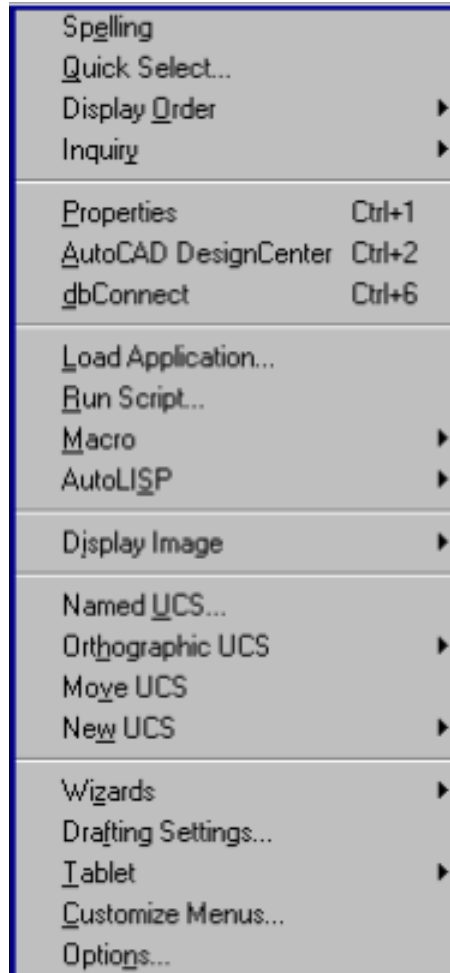 Spelling
Quick Select...
Display Order
Inquiry
Properties Ctrl+1
AutoCAD DesignCenter Ctrl+2
dbConnect Ctrl+6
Load Application...
Run Script...
Macro
AutoLISP
Display Image
Named UCS...
Orthographic UCS
Move UCS
New UCS
Wizards
Drafting Settings...
Tablet
Customize Menus...
Options...